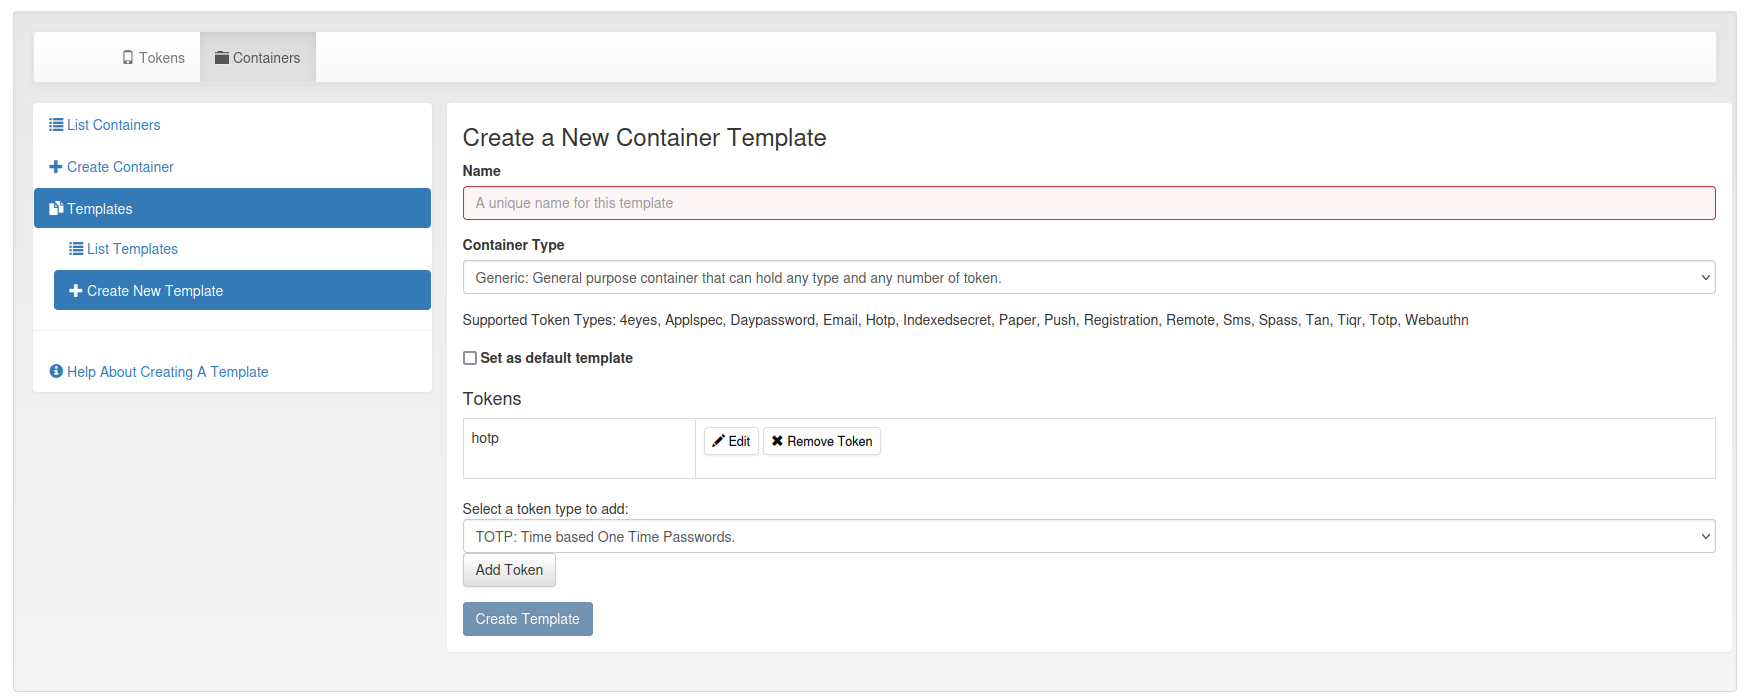 Tokens Containers
List Containers
Create Container
Templates
List Templates
Create New Template
Help About Creating A Template
Create a New Container Template
Name
A unique name for this template
Container Type
Generic: General purpose container that can hold any type and any number of token.
Supported Token Types: 4eyes, Applspec, Daypassword, Email, Hotp, Indexedsecret, Paper, Push, Registration, Remote, Sms, Spass, Tan, Tiqr, Totp, Webauthn
Set as default template
Tokens
hotp Edit Remove Token
Select a token type to add:
TOTP: Time based One Time Passwords.
Add Token
Create Template